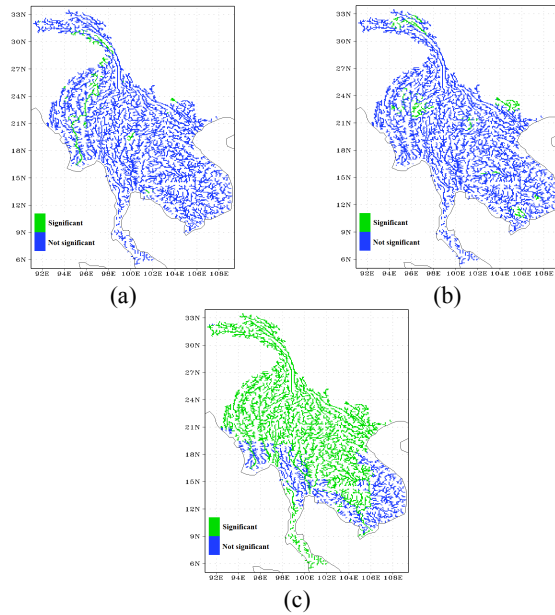 33N
30N
27N
24N
21N
18N
15N
12N
9N
6N
Significant
Not significant
92E 94E 96E 98E 100E 102E 104E 106E 108E
(a)
33N
30N
27N
24N
21N
18N
15N
12N
9N
6N
Significant
Not significant
92E 94E 96E 98E 100E 102E 104E 106E 108E
(b)
33N
30N
27N
24N
21N
18N
15N
12N
9N
6N
Significant
Not significant
92E 94E 96E 98E 100E 102E 104E 106E 108E
(c)